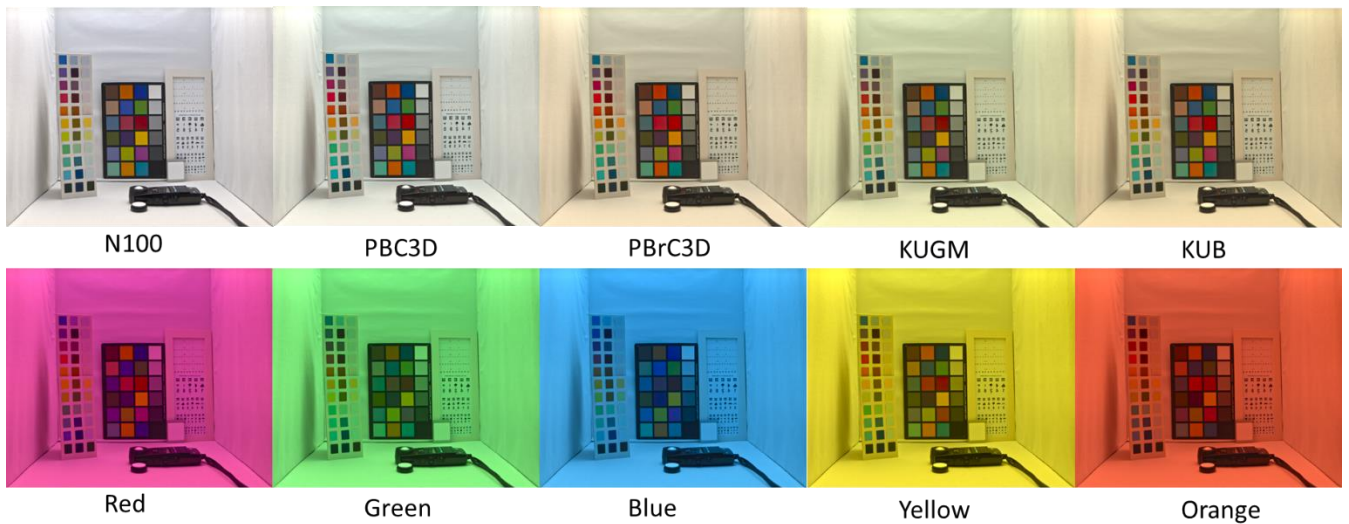 N100
PBC3D
PBrC3D
KUGM
KUB
Red
Green
Blue
Yellow
Orange